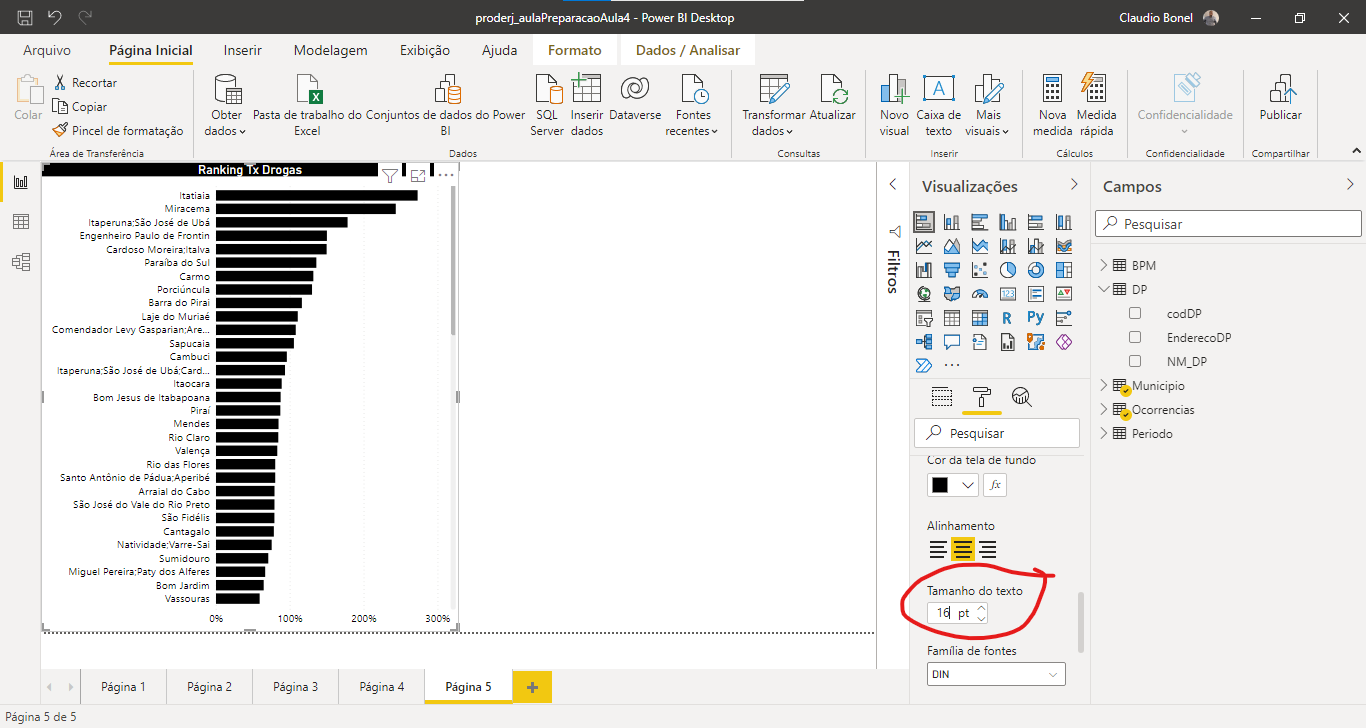 proderj_aulaPreparacaoAula4 - Power BI Desktop
Claudio Bonel
Arquivo
Página Inicial
Inserir
Modelagem
Exibição
Ajuda
Formato
Dados / Analisar
Colar
Recortar
Copiar
Pincel de formatação
Área de Transferência
Obter dados
Pasta de trabalho do Excel
Conjuntos de dados do Power BI
SQL Server
Inserir dados
Dataverse
Fontes recentes
Dados
Transformar dados
Atualizar
Consultas
Novo visual
Caixa de texto
Mais visuais
Inserir
Nova medida
Medida rápida
Cálculos
Confidencialidade
Confidencialidade
Publicar
Compartilhar
Ranking Tx Drogas
Itatiaia
Miracema
Itaperuna;São José de Ubá
Engenheiro Paulo de Frontin
Cardoso Moreira;Italva
Paraíba do Sul
Carmo
Porciúncula
Barra do Pirai
Laje do Muriaé
Comendador Levy Gasparian;Are...
Sapucaia
Cambuci
Itaperuna;São José de Ubá;Card...
Itaocara
Bom Jesus de Itabapoana
Piraí
Mendes
Rio Claro
Valença
Rio das Flores
Santo Antônio de Pádua;Aperibé
Arraial do Cabo
São José do Vale do Rio Preto
São Fidélis
Cantagalo
Natividade;Varre-Sai
Sumidouro
Miguel Pereira;Paty dos Alferes
Bom Jardim
Vassouras
0% 100% 200% 300%
Filtros
Visualizações
R
Py
Pesquisar
Cor da tela de fundo
fx
Alinhamento
Tamanho do texto
16 pt
Família de fontes
DIN
Campos
Pesquisar
BPM
DP
codDP
EnderecoDP
NM_DP
Municipio
Ocorrencias
Periodo
Página 1
Página 2
Página 3
Página 4
Página 5
Página 5 de 5